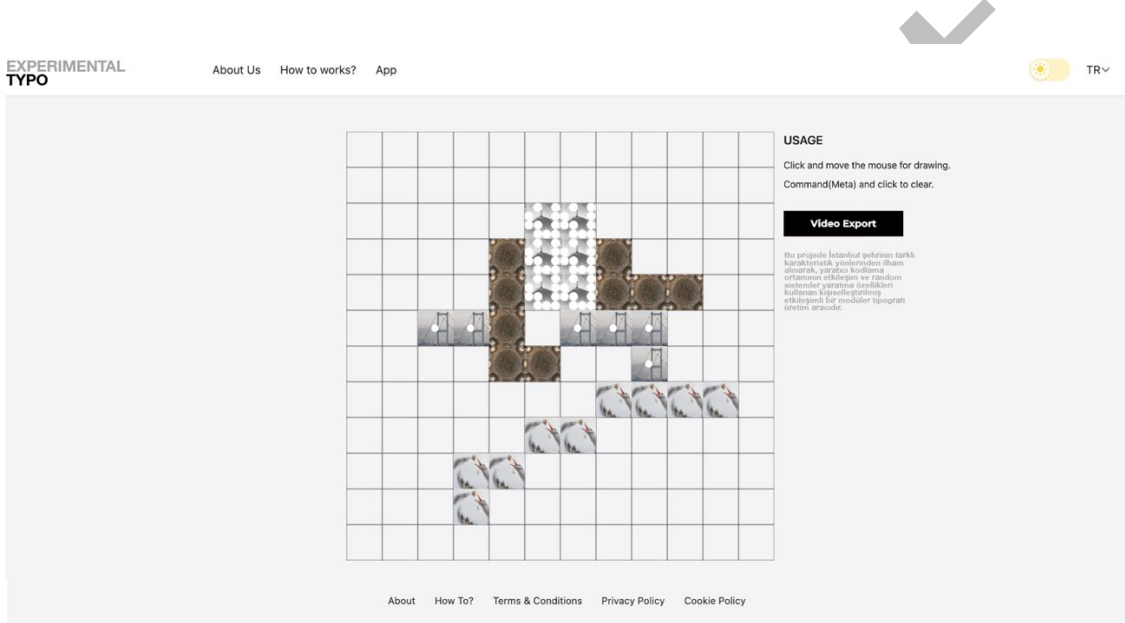 EXPERIMENTAL
TYPO
About Us How to works? App
TR
USAGE
Click and move the mouse for drawing.
Command(Meta) and click to clear.
Video Export
Bu projede İstanbul şehrinin farklı
karakteristik yönlerinden ilham
alınarak, yaratıcı kodlama
ortamının etkileşim ve random
sistemler yaratma özellikleri
kullanan kişiselleştirilmiş
etkileşimli bir modüler tipografi
üretim aracıdır.
About How To? Terms & Conditions Privacy Policy Cookie Policy